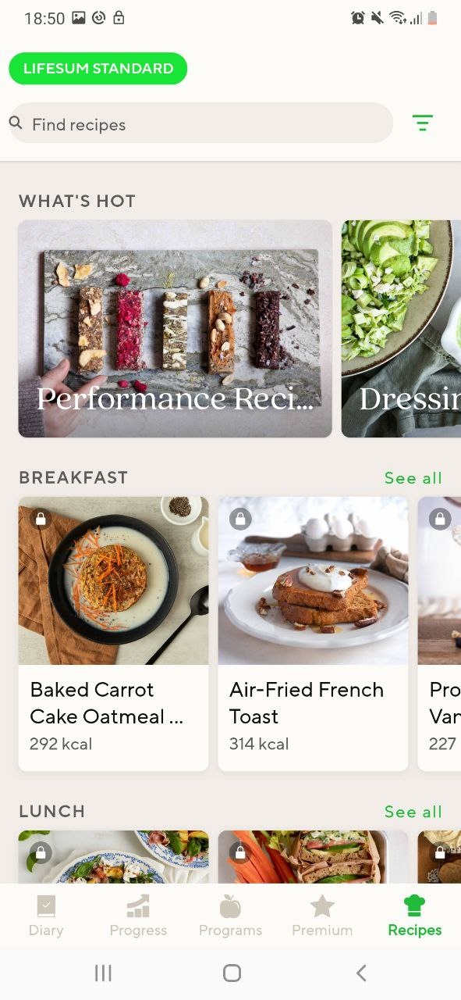 18:50
LIFESUM STANDARD
Find recipes
WHAT'S HOT
Performance Reci...
Dressin
BREAKFAST
See all
Baked Carrot
Cake Oatmeal ...
292 kcal
Air-Fried French
Toast
314 kcal
Pro
Van
227
LUNCH
See all
Diary
Progress
Programs
Premium
Recipes